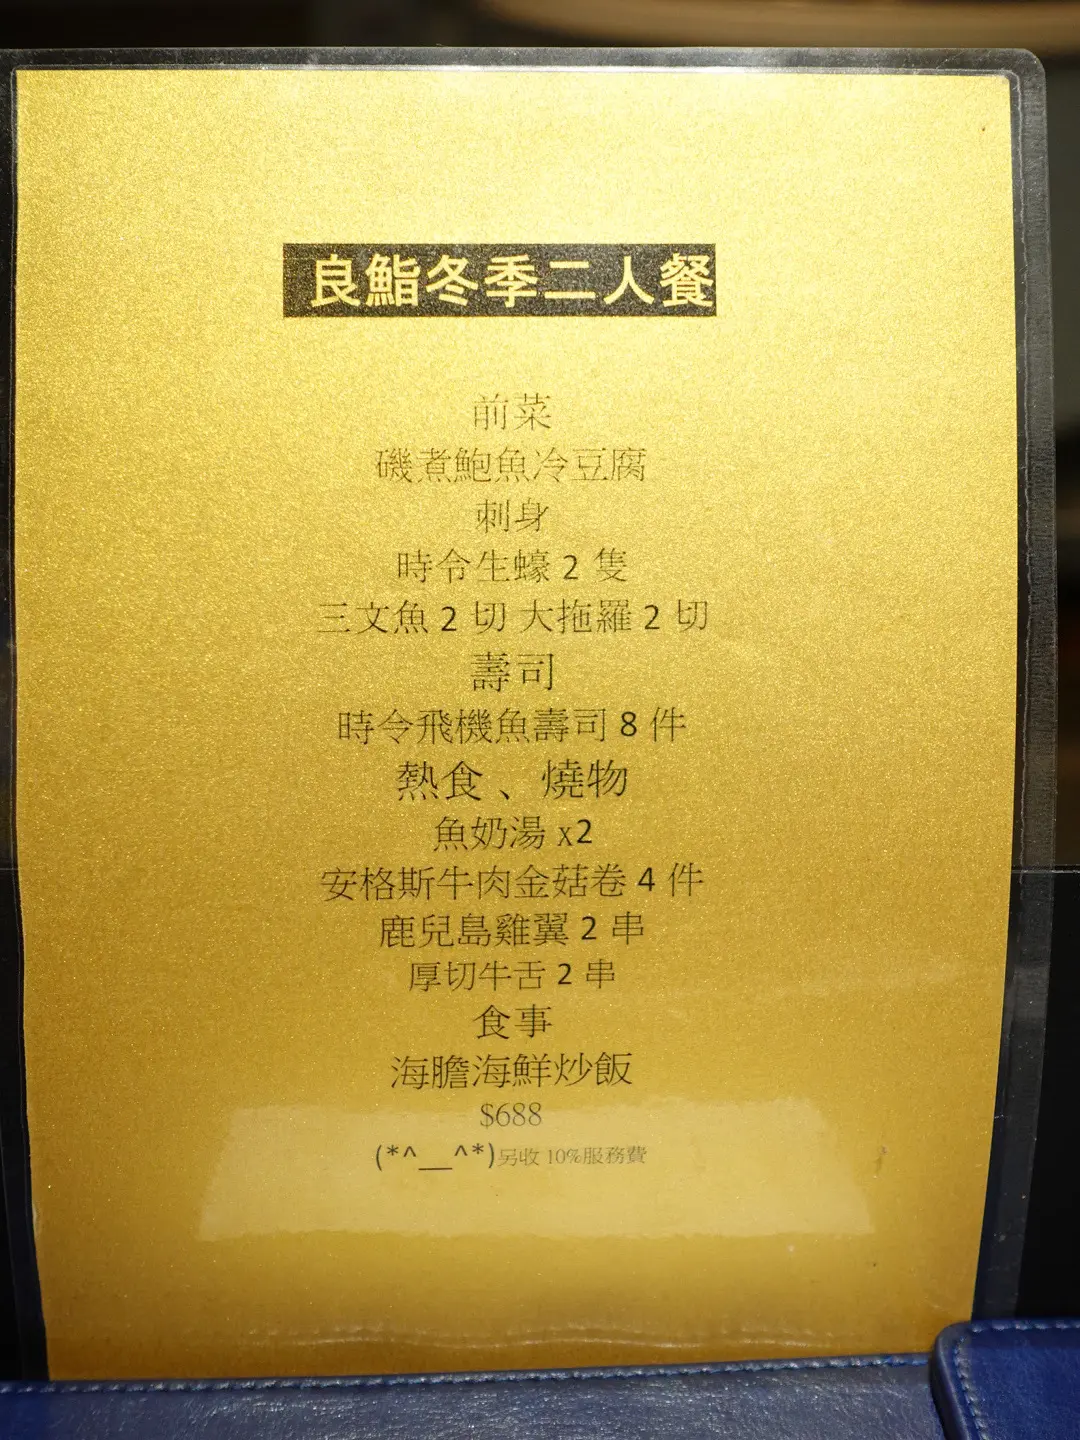 良鮨冬季二人餐
前菜
磯煮鮑魚冷豆腐
刺身
時令生蠔 2 隻
三文魚 2 切 大拖羅 2 切
壽司
時令飛機魚壽司 8 件
熱食 、 燒物
魚奶湯 x2
安格斯牛肉金菇卷 4 件
鹿兒島雞翼 2 串
厚切牛舌 2 串
食事
海膽海鮮炒飯
$688
(*^__^*)另收 10%服務費